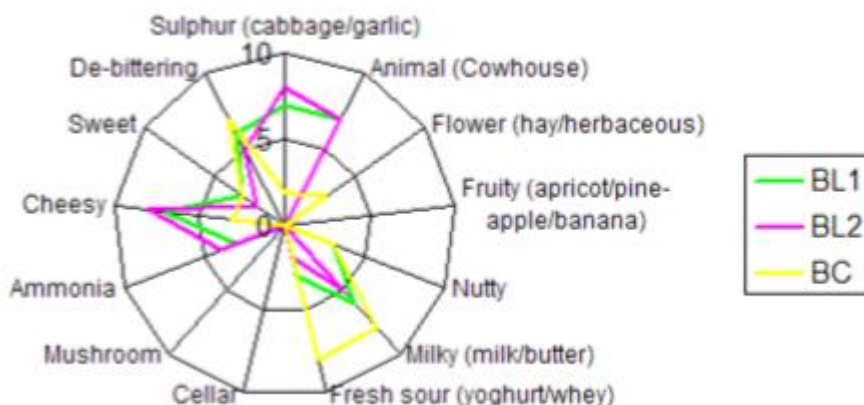 Sulphur (cabbage/garlic)
10
De-bittering
Animal (Cowhouse)
Sweet
Flower (hay/herbaceous)
5
Cheesy
Fruity (apricot/pine-
apple/banana)
0
Ammonia
Nutty
Mushroom
Milky (milk/butter)
Cellar
Fresh sour (yoghurt/whey)
BL1
BL2
BC